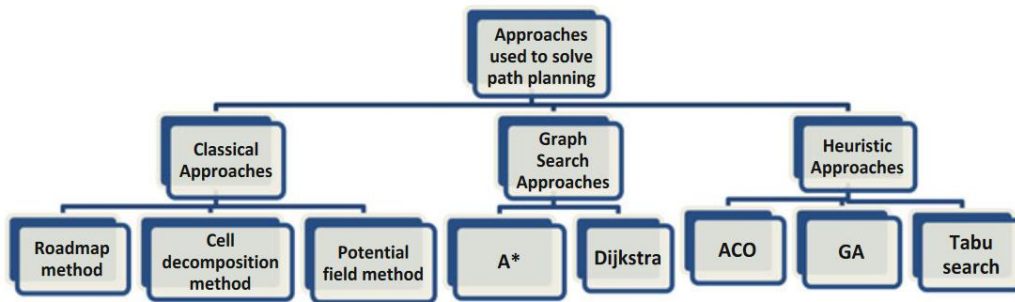 Approaches
used to solve
path planning
Classical
Approaches
Graph
Search
Approaches
Heuristic
Approaches
Roadmap
method
Cell
decomposition
method
Potential
field method
A*
Dijkstra
ACO
GA
Tabu
search